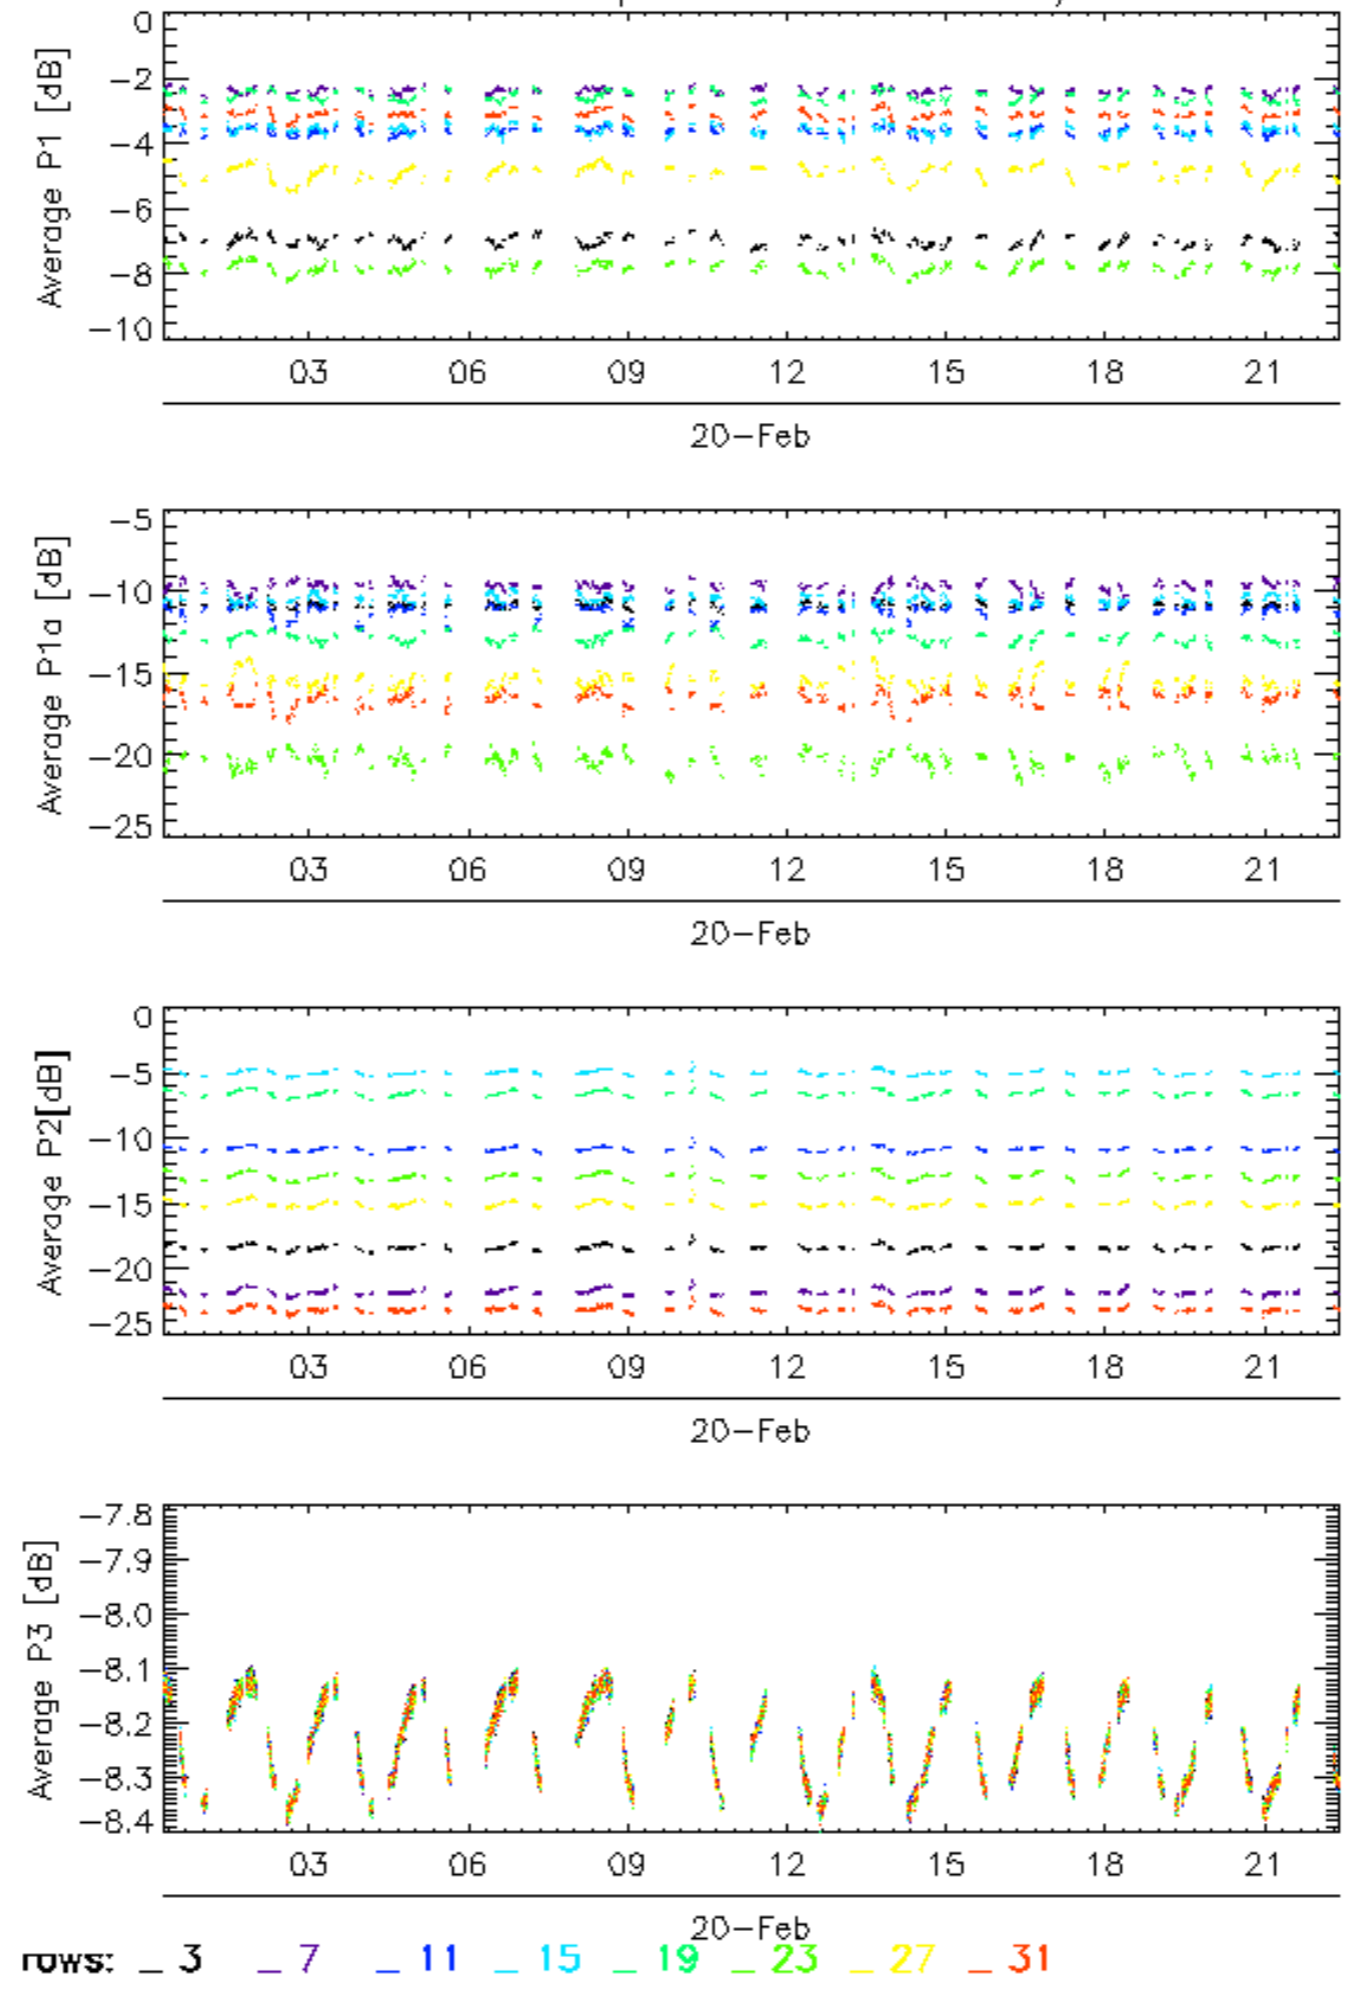 0
-2
-4
-6
-8
-10
Average P1 [dB]
03 06 09 12 15 18 21
20-Feb
-5
-10
-15
-20
-25
Average P1a [dB]
03 06 09 12 15 18 21
20-Feb
0
-5
-10
-15
-20
-25
Average P2[dB]
03 06 09 12 15 18 21
20-Feb
-7.8
-7.9
-8.0
-8.1
-8.2
-8.3
-8.4
Average P3 [dB]
03 06 09 12 15 18 21
20-Feb
rows: _ 3 _ 7 _ 11 _ 15 _ 19 _ 23 _ 27 _ 31